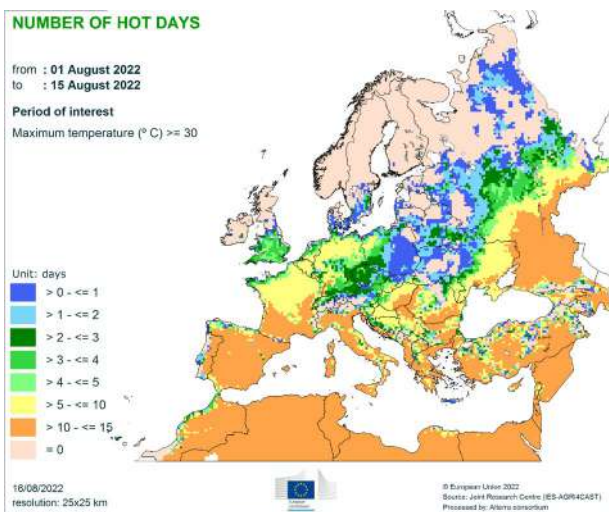 NUMBER OF HOT DAYS
from : 01 August 2022
to : 15 August 2022
Period of interest
Maximum temperature (º C) >= 30
Unit: days
> 0 - <= 1
> 1 - <= 2
> 2 - <= 3
> 3 - <= 4
> 4 - <= 5
> 5 - <= 10
> 10 - <= 15
= 0
16/08/2022
resolution: 25x25 km
© European Union 2022
Source: Joint Research Centre (IES-AGRI4CAST)
Processed by: Alterra consortium